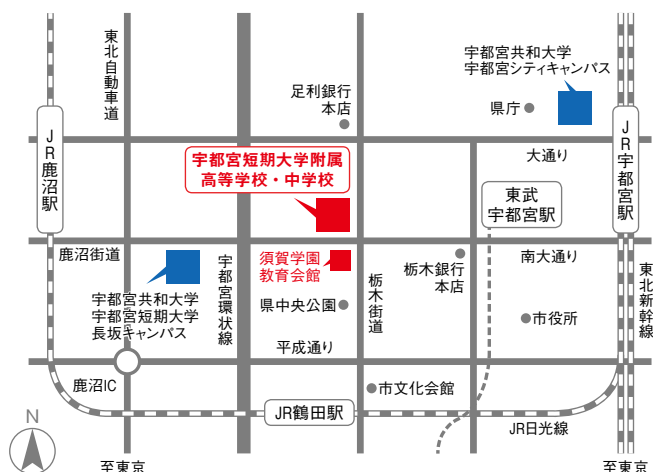 東北自動車道
宇都宮共和大学
宇都宮シティキャンパス
足利銀行
本店
県庁
JR鹿沼駅
JR宇都宮駅
大通り
宇都宮短期大学附属
高等学校・中学校
東武
宇都宮駅
鹿沼街道
宇都宮環状線
須賀学園
教育会館
栃木街道
栃木銀行
本店
南大通り
東北新幹線
宇都宮共和大学
宇都宮短期大学
長坂キャンパス
県中央公園
市役所
平成通り
鹿沼IC
市文化会館
JR鶴田駅
JR日光線
N
至東京
至東京